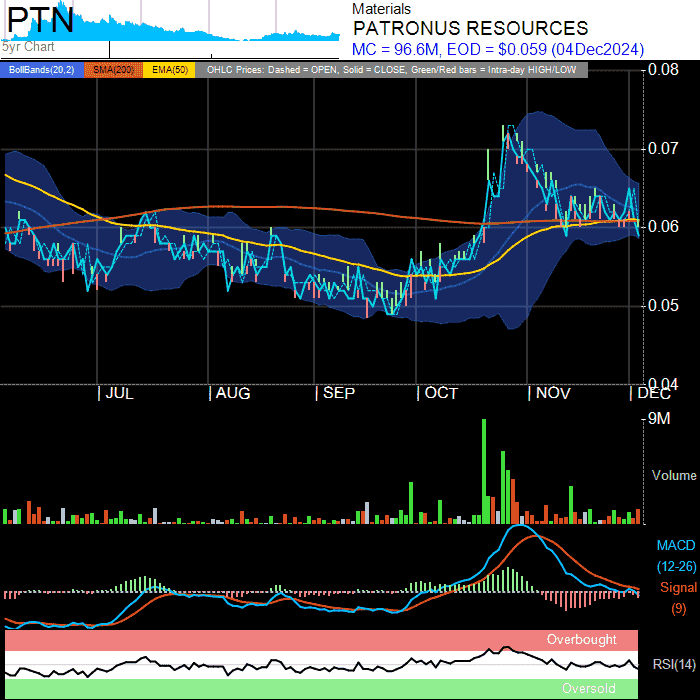 PTN
5yr Chart
Materials
PATRONUS RESOURCES
MC = 96.6M, EOD = $0.059 (04Dec2024)
BollBands(20,2) SMA(200) EMA(50) OHLC Prices: Dashed = OPEN, Solid = CLOSE, Green/Red bars = Intra-day HIGH/LOW
0.08
0.07
0.06
0.05
0.04
| JUL | AUG | SEP | OCT | NOV | DEC
9M
Volume
MACD
(12-26)
Signal
(9)
Overbought
RSI(14)
Oversold